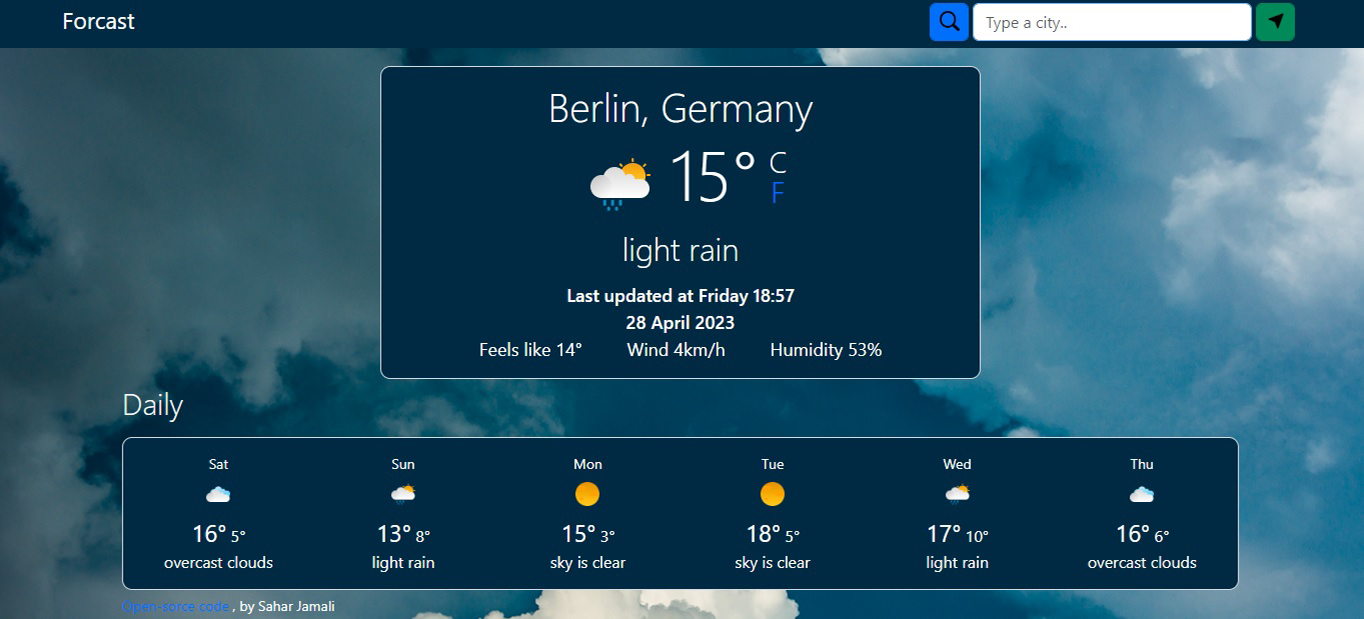 Forcast
Type a city..
Berlin, Germany
15° C
F
light rain
Last updated at Friday 18:57
28 April 2023
Feels like 14° Wind 4km/h Humidity 53%
Daily
Sat Sun Mon Tue Wed Thu
16° 5° 13° 8° 15° 3° 18° 5° 17° 10° 16° 6°
overcast clouds light rain sky is clear sky is clear light rain overcast clouds
Open-sorce code , by Sahar Jamali